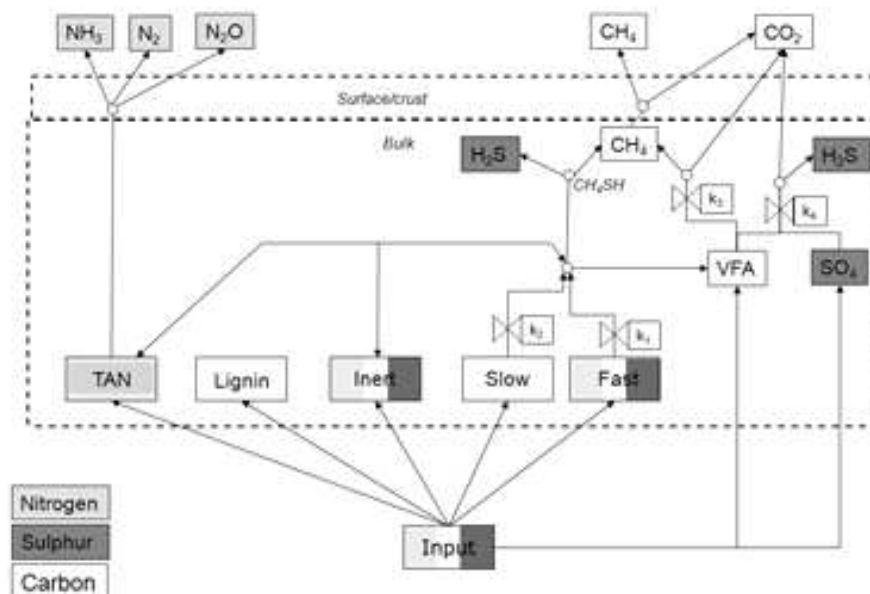 NH₃ N₂ N₂O CH₄ CO₂
Surface/crust
Bulk
H₂S CH₄ H₂S
CH₄SH
k₃ k₄
VFA SO₄
k₂ k₁
TAN Lignin Inert Slow Fast
Nitrogen
Sulphur Input
Carbon